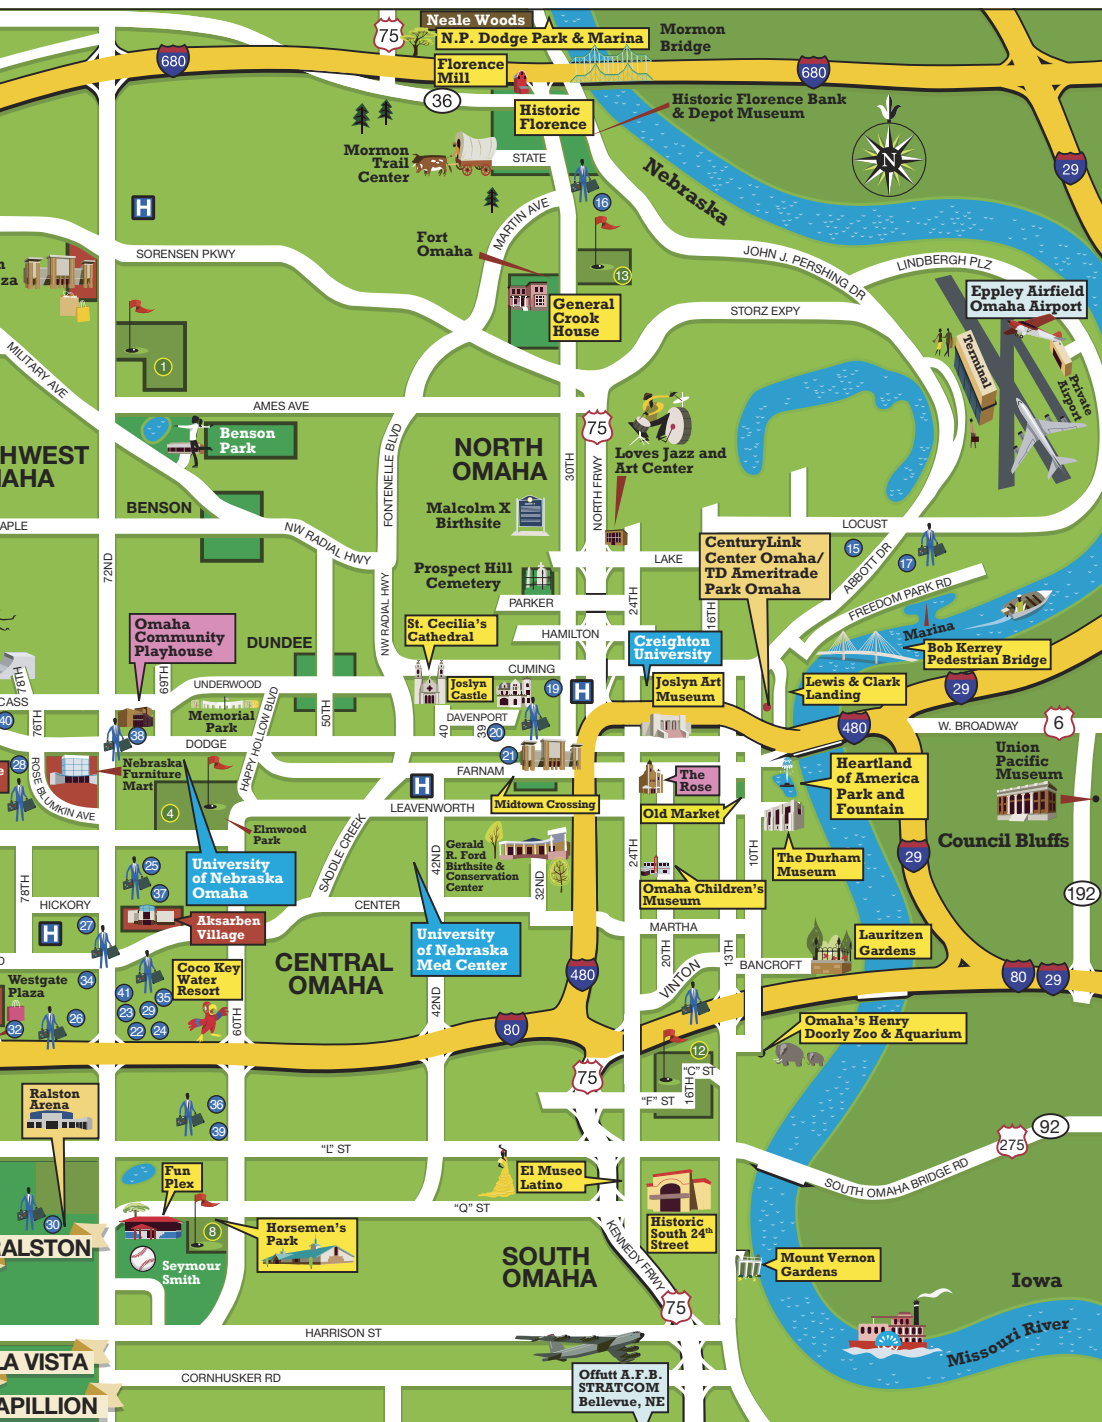 Neale Woods
N.P. Dodge Park & Marina
Mormon
Bridge
75
680
Florence
Mill
680
36
Historic
Florence
Historic Florence Bank
& Depot Museum
Mormon
Trail
Center
STATE
N
29
Nebraska
H
16
MARTIN AVE
SORENSEN PKWY
Fort
Omaha
JOHN J. PERSHING DR
LINDBERGH PLZ
13
za
General
Crook
House
STORZ EXPY
Eppley Airfield
Omaha Airport
Terminal
Private
Airport
MILITARY AVE
1
AMES AVE
Benson
Park
FONTENELLE BLVD
NORTH
OMAHA
75
30TH
NORTH FRWY
Loves Jazz and
Art Center
HWEST
AHA
BENSON
Malcolm X
Birthsite
APLE
NW RADIAL HWY
72ND
LOCUST
15
17
ABBOTT DR
CenturyLink
Center Omaha/
TD Ameritrade
Park Omaha
LAKE
Prospect Hill
Cemetery
PARKER
24TH
16TH
FREEDOM PARK RD
Marina
NW RADIAL HWY
HAMILTON
St. Cecilia's
Cathedral
Omaha
Community
Playhouse
DUNDEE
Creighton
University
Bob Kerrey
Pedestrian Bridge
CUMING
78TH
69TH
UNDERWOOD
Joslyn
Castle
19
H
Joslyn Art
Museum
Lewis & Clark
Landing
29
CASS
40
76TH
38
Memorial
Park
HAPPY HOLLOW BLVD
50TH
DAVENPORT
40
39
20
480
W. BROADWAY
6
DODGE
21
FARNAM
Union
Pacific
Museum
e
28
ROSE BLUMKIN AVE
Nebraska
Furniture
Mart
4
H
LEAVENWORTH
Midtown Crossing
The
Rose
Old Market
Heartland
of America
Park and
Fountain
Elmwood
Park
SADDLE CREEK
42ND
Gerald
R. Ford
Birthsite &
Conservation
Center
32ND
24TH
10TH
The Durham
Museum
29
Council Bluffs
78TH
25
37
University
of Nebraska
Omaha
Omaha Children's
Museum
192
HICKORY
CENTER
H
27
Aksarben
Village
University
of Nebraska
Med Center
MARTHA
20TH
13TH
Lauritzen
Gardens
BANCROFT
VINTON
CENTRAL
OMAHA
480
80
29
Westgate
Plaza
34
Coco Key
Water
Resort
41
35
23
29
22
24
32
26
60TH
42ND
80
Omaha's Henry
Doorly Zoo & Aquarium
12
"C" ST
16TH
"F" ST
75
Ralston
Arena
36
39
92
275
"L" ST
SOUTH OMAHA BRIDGE RD
Fun
Plex
El Museo
Latino
30
RALSTON
8
"Q" ST
Horsemen's
Park
Historic
South 24th
Street
KENNEDY FRWY
Seymour
Smith
SOUTH
OMAHA
Mount Vernon
Gardens
Iowa
75
HARRISON ST
Missouri River
LA VISTA
CORNHUSKER RD
Offutt A.F.B.
STRATCOM
Bellevue, NE
APILLION